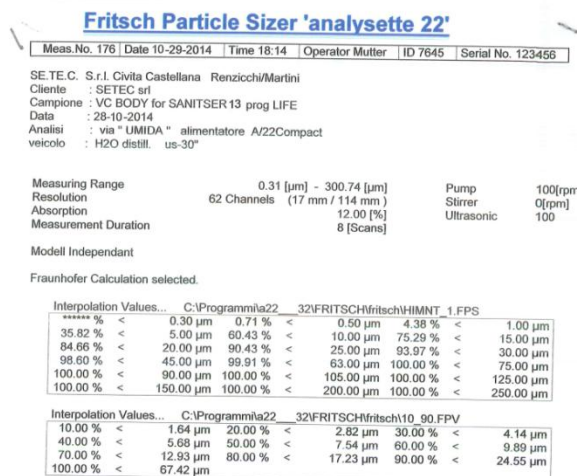 Fritsch Particle Sizer 'analysette 22'
Meas.No. 176 Date 10-29-2014 Time 18:14 Operator Mutter ID 7645 Serial No. 123456
SE.TE.C. S.r.l. Civita Castellana Renzicchi/Martini
Cliente : SETEC srl
Campione : VC BODY for SANITSER 13 prog LIFE
Data : 28-10-2014
Analisi : via " UMIDA " alimentatore A/22Compact
veicolo : H2O distill. us-30"
Measuring Range 0.31 [µm] - 300.74 [µm] Pump 100[rpm
Resolution 62 Channels (17 mm / 114 mm ) Stirrer 0[rpm]
Absorption 12.00 [%] Ultrasonic 100
Measurement Duration 8 [Scans]
Modell Independant
Fraunhofer Calculation selected.
Interpolation Values... C:\Programmi\a22___32\FRITSCH\fritsch\HIMNT_1.FPS
****** % < 0.30 µm 0.71 % < 0.50 µm 4.38 % < 1.00 µm
35.82 % < 5.00 µm 60.43 % < 10.00 µm 75.29 % < 15.00 µm
84.66 % < 20.00 µm 90.43 % < 25.00 µm 93.97 % < 30.00 µm
98.60 % < 45.00 µm 99.91 % < 63.00 µm 100.00 % < 75.00 µm
100.00 % < 90.00 µm 100.00 % < 105.00 µm 100.00 % < 125.00 µm
100.00 % < 150.00 µm 100.00 % < 200.00 µm 100.00 % < 250.00 µm
Interpolation Values... C:\Programmi\a22___32\FRITSCH\fritsch\10_90.FPV
10.00 % < 1.64 µm 20.00 % < 2.82 µm 30.00 % < 4.14 µm
40.00 % < 5.68 µm 50.00 % < 7.54 µm 60.00 % < 9.89 µm
70.00 % < 12.93 µm 80.00 % < 17.23 µm 90.00 % < 24.55 µm
100.00 % < 67.42 µm